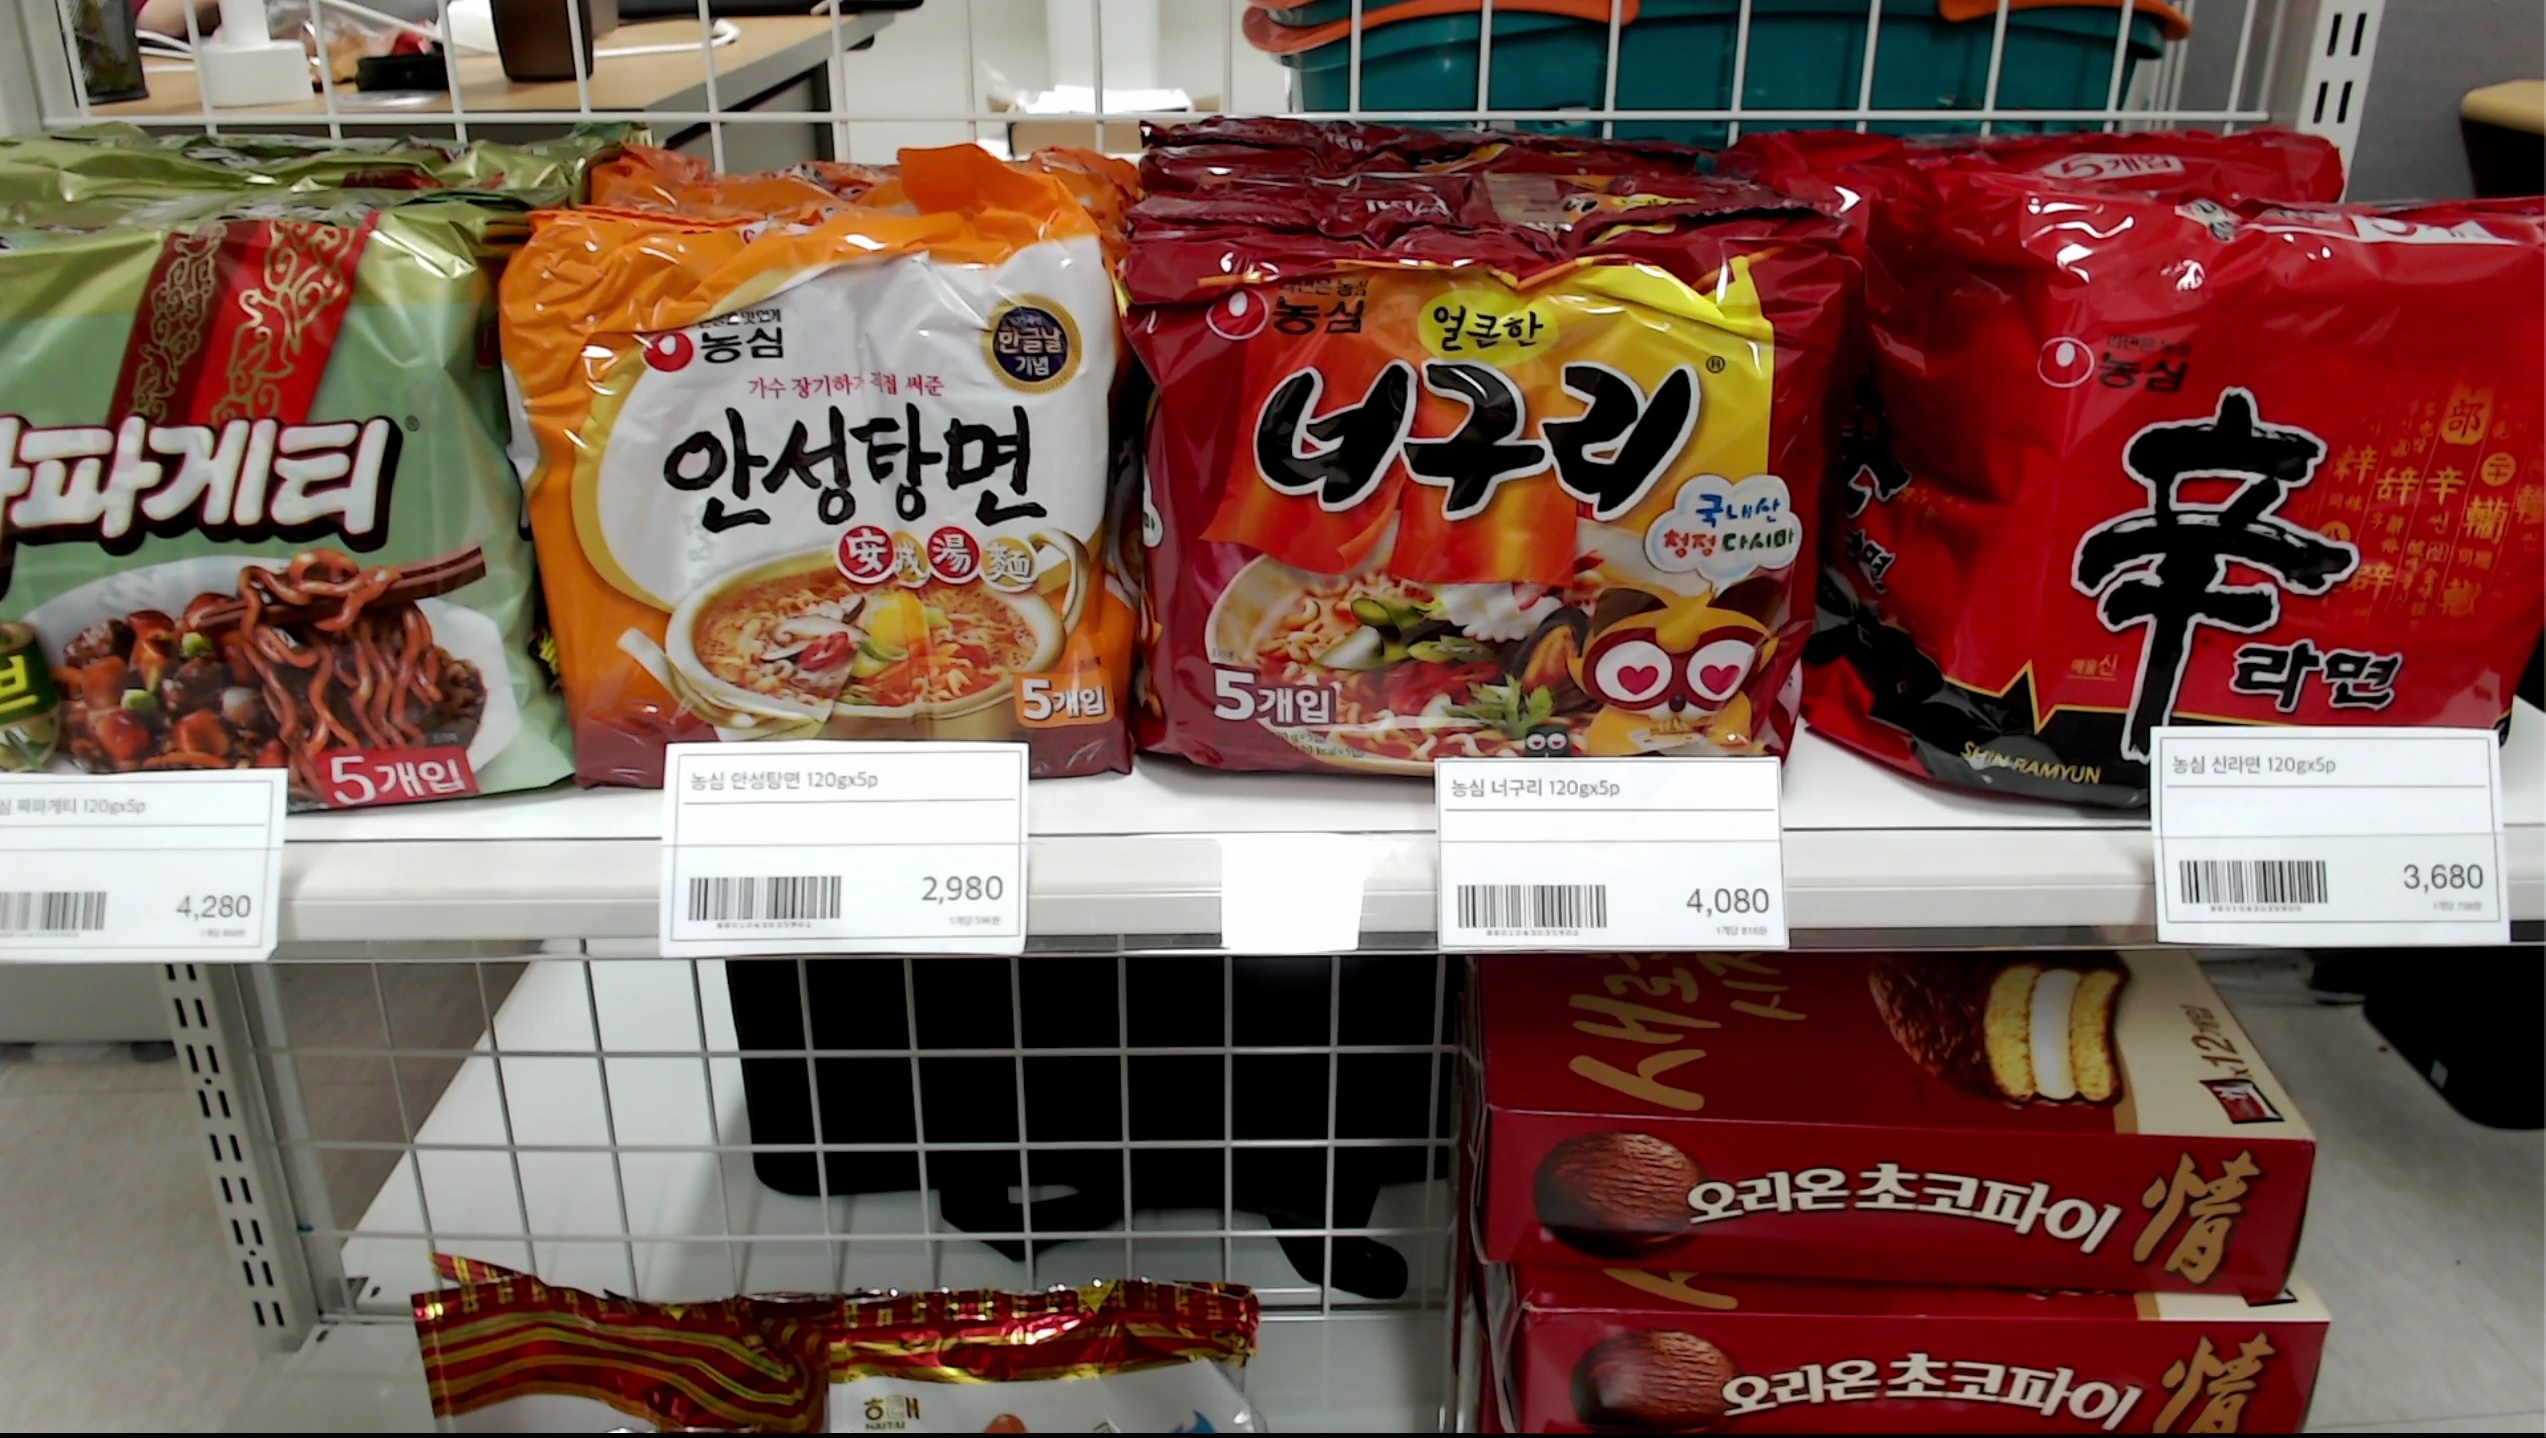 5개입
파게티
5개입
농심
한글날
기념
가수 장기하가 직접 써준
안성탕면
安城湯麵
5개입
농심
얼큰한
너구리
국내산
청정 다시마
5개입
농심
辛
라면
매울신
SHIN RAMYUN
심 짜파게티 120gx5p
4,280
농심 안성탕면 120gx5p
2,980
농심 너구리 120gx5p
4,080
농심 신라면 120gx5p
3,680
x12개입
오리온 초코파이 情
오리온 초코파이 情
해태
HAITAI